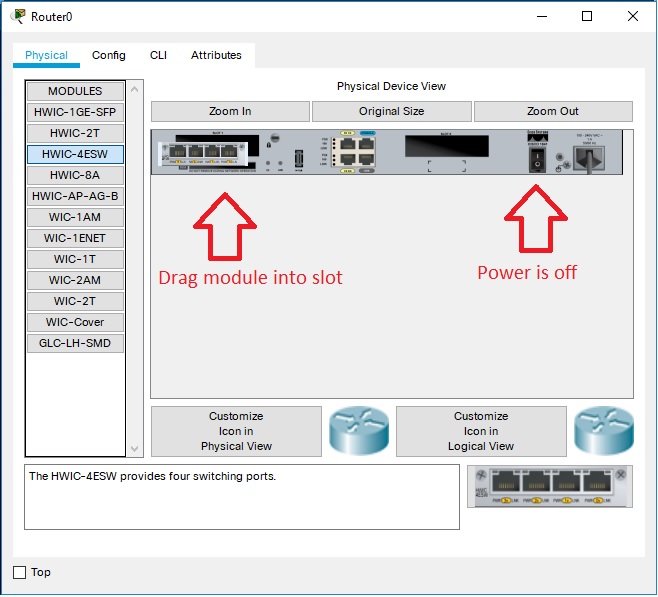 Router0
Physical Config CLI Attributes
MODULES
HWIC-1GE-SFP
HWIC-2T
HWIC-4ESW
HWIC-8A
HWIC-AP-AG-B
WIC-1AM
WIC-1ENET
WIC-1T
WIC-2AM
WIC-2T
WIC-Cover
GLC-LH-SMD
Physical Device View
Zoom In Original Size Zoom Out
Drag module into slot
Power is off
Customize
Icon in
Physical View
Customize
Icon in
Logical View
The HWIC-4ESW provides four switching ports.
HWIC
4ESW
Top